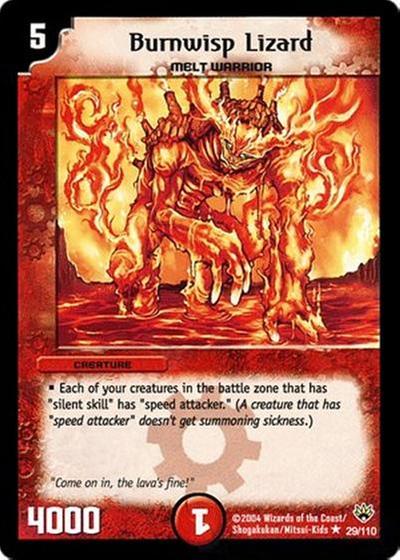 5
Burnwisp Lizard
MELT WARRIOR
CREATURE
▪ Each of your creatures in the battle zone that has
"silent skill" has "speed attacker." (A creature that has
"speed attacker" doesn't get summoning sickness.)
"Come on in, the lava's fine!"
4000
1
©2004 Wizards of the Coast/
Shogakukan/Mitsui-Kids ★ 29/110